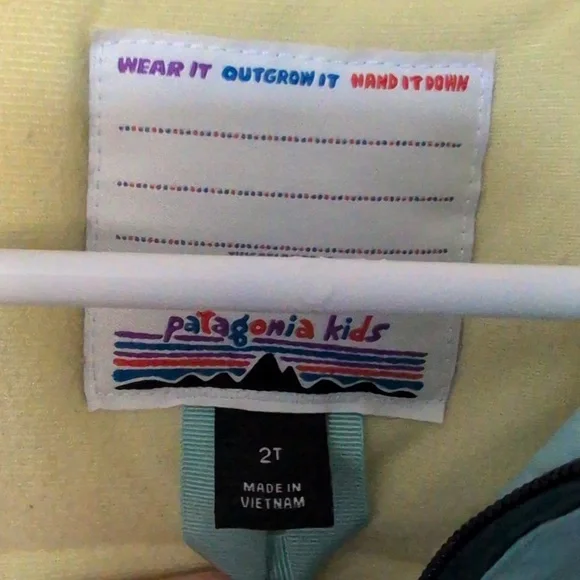 WEAR IT OUTGROW IT HAND IT DOWN
patagonia kids
2T
MADE IN
VIETNAM